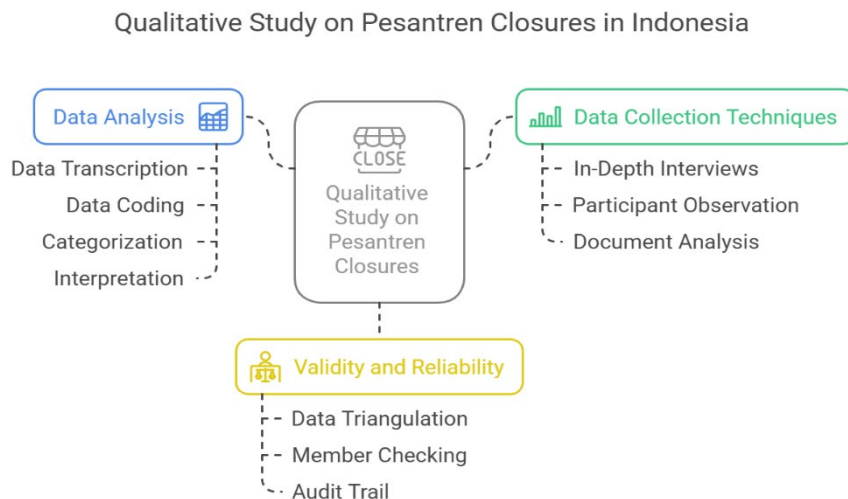 Qualitative Study on Pesantren Closures in Indonesia
Data Analysis
Data Transcription
Data Coding
Categorization
Interpretation
CLOSE
Qualitative
Study on
Pesantren
Closures
Data Collection Techniques
In-Depth Interviews
Participant Observation
Document Analysis
Validity and Reliability
Data Triangulation
Member Checking
Audit Trail